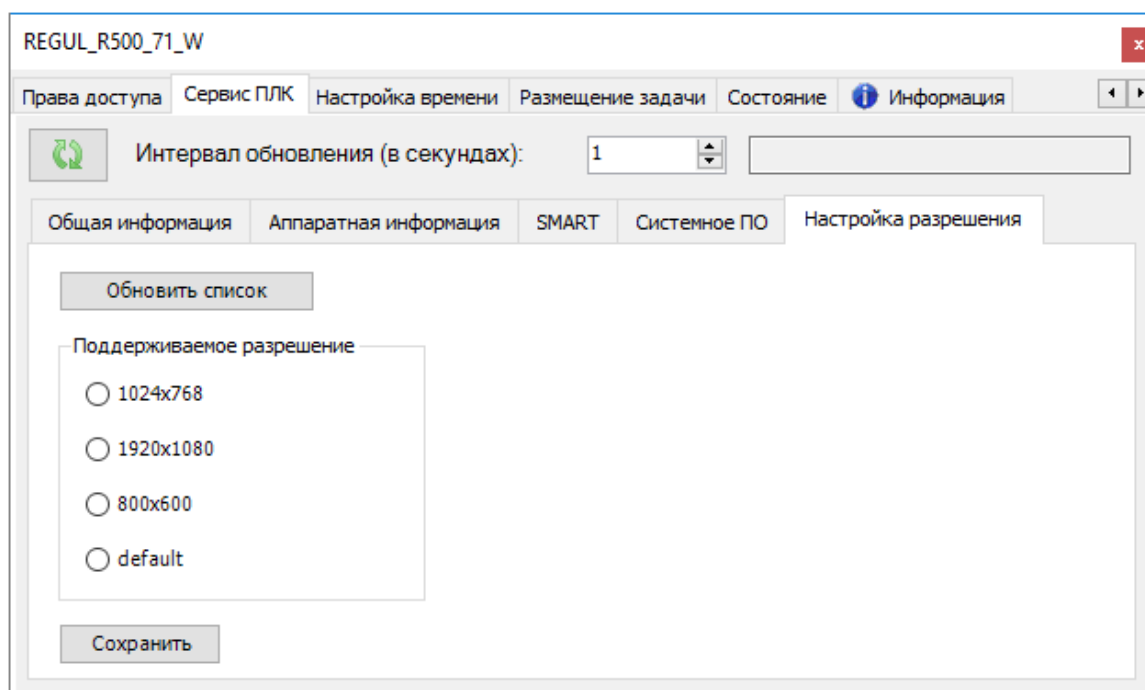 REGUL_R500_71_W
x
Права доступа Сервис ПЛК Настройка времени Размещение задачи Состояние i Информация
Интервал обновления (в секундах): 1
Общая информация Аппаратная информация SMART Системное ПО Настройка разрешения
Обновить список
Поддерживаемое разрешение
1024x768
1920x1080
800x600
default
Сохранить